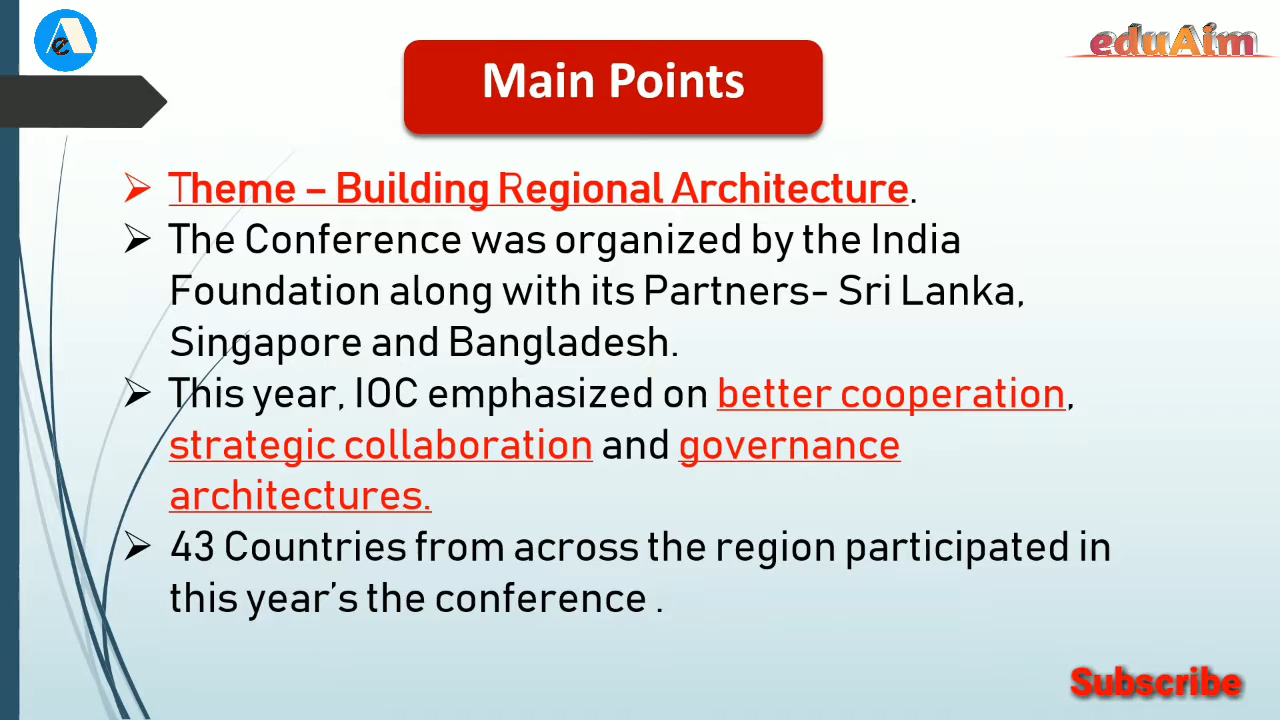 Ae
eduAim
Main Points
➢ Theme – Building Regional Architecture.
➢ The Conference was organized by the India
Foundation along with its Partners- Sri Lanka,
Singapore and Bangladesh.
➢ This year, IOC emphasized on better cooperation,
strategic collaboration and governance
architectures.
➢ 43 Countries from across the region participated in
this year's the conference .
Subscribe